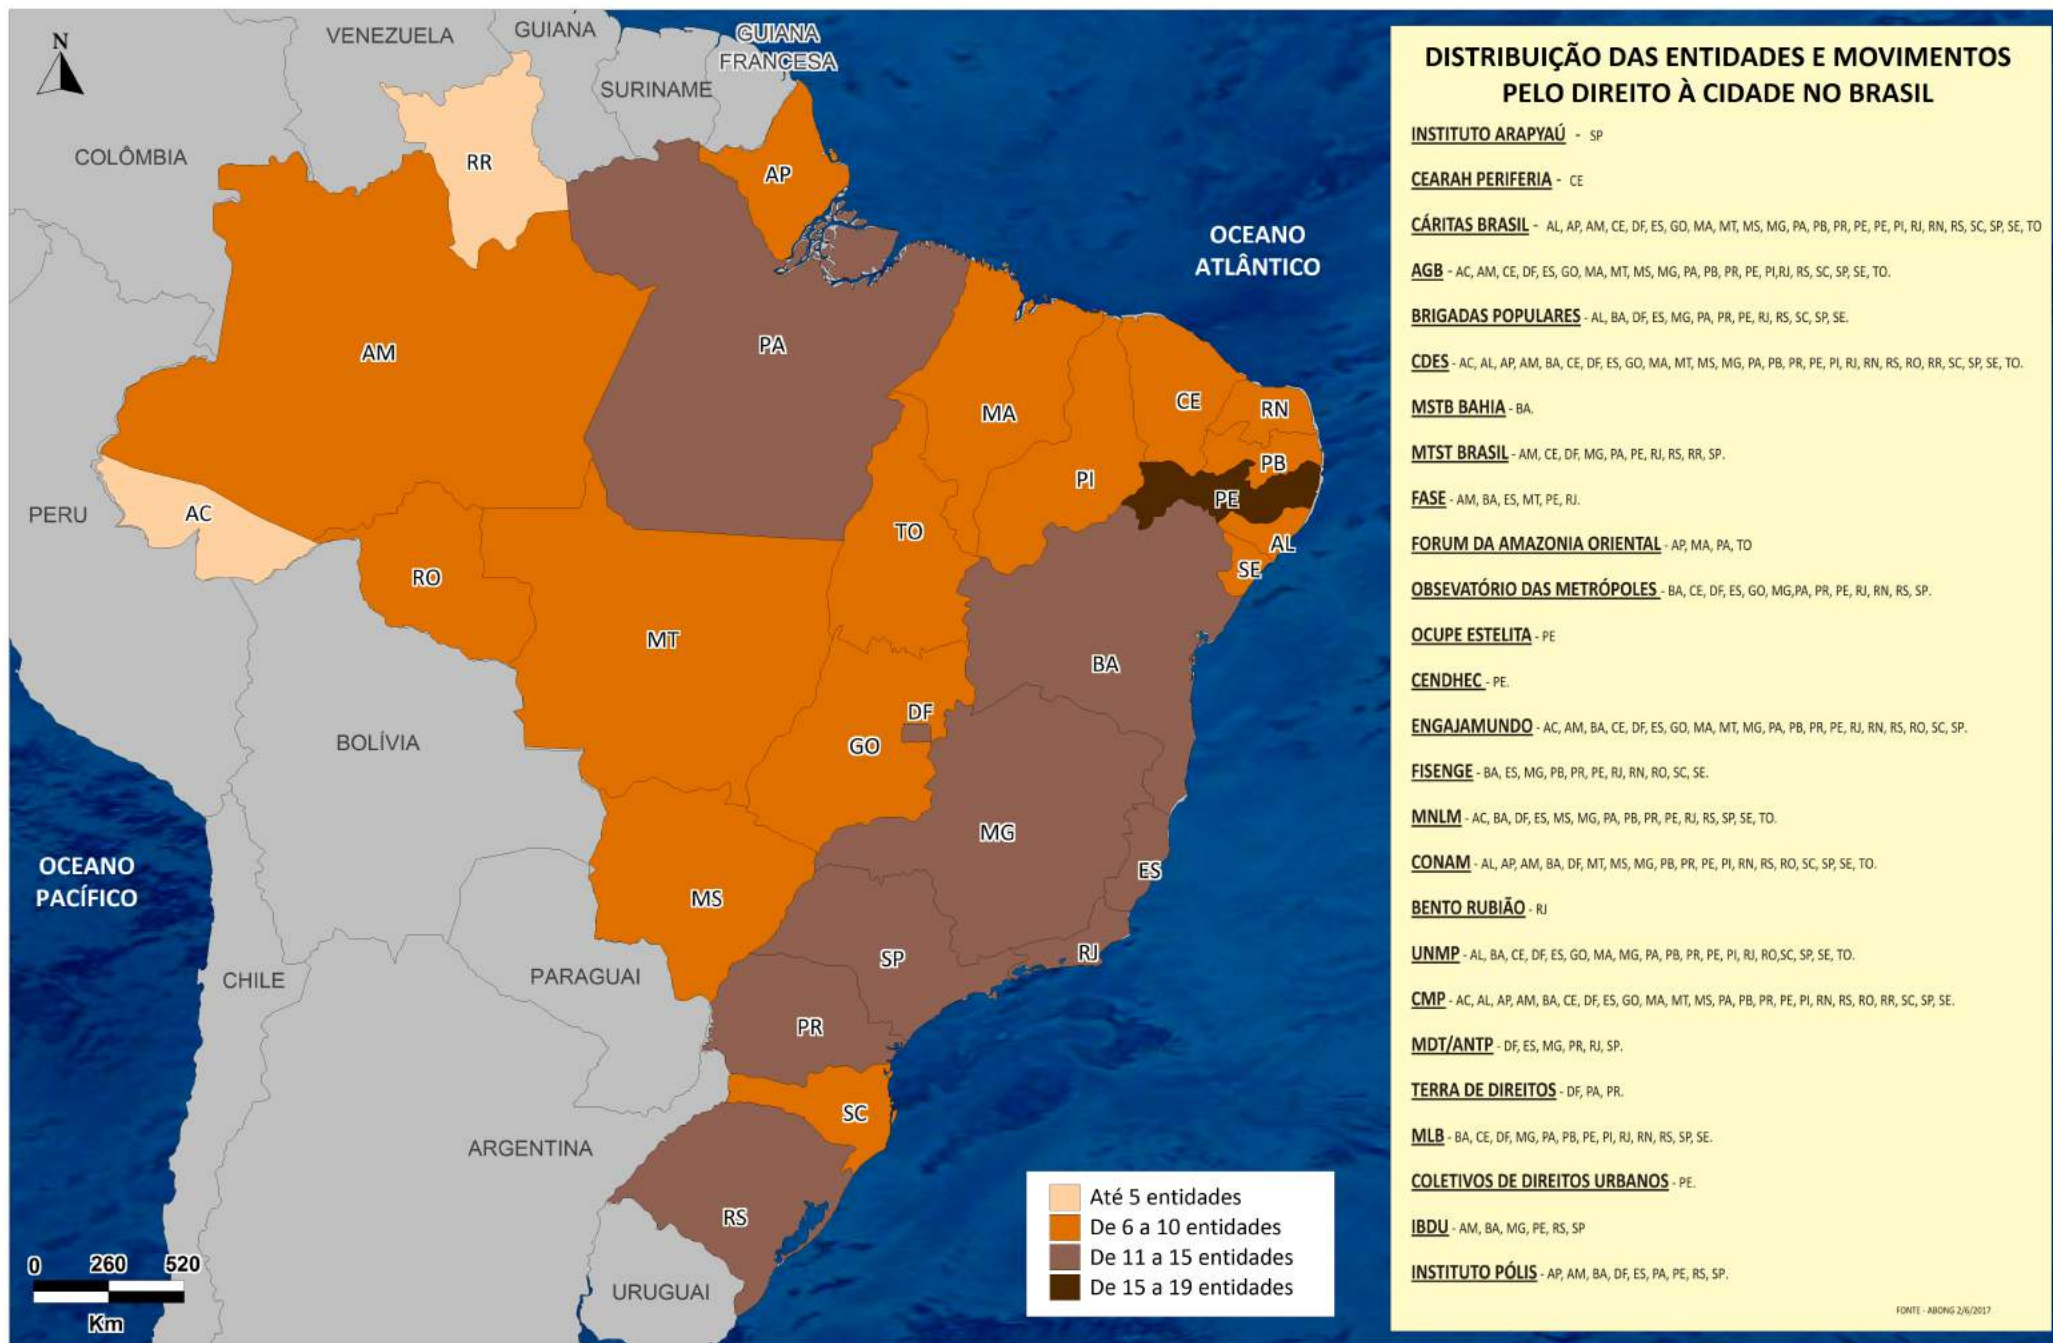 N
VENEZUELA
GUIANA
GUIANA
FRANCESA
SURINAME
COLÔMBIA
RR
AP
OCEANO
ATLÂNTICO
AM
PA
MA
CE
RN
PB
PI
PE
PERU
AC
TO
AL
SE
RO
MT
BA
DF
GO
BOLÍVIA
MG
OCEANO
PACÍFICO
ES
MS
SP
RJ
CHILE
PARAGUAI
PR
SC
ARGENTINA
RS
URUGUAI
0 260 520
Km
Até 5 entidades
De 6 a 10 entidades
De 11 a 15 entidades
De 15 a 19 entidades
DISTRIBUIÇÃO DAS ENTIDADES E MOVIMENTOS
PELO DIREITO À CIDADE NO BRASIL
INSTITUTO ARAPYAÚ - SP
CEARAH PERIFERIA - CE
CÁRITAS BRASIL - AL, AP, AM, CE, DF, ES, GO, MA, MT, MS, MG, PA, PB, PR, PE, PE, PI, RJ, RN, RS, SC, SP, SE, TO
AGB - AC, AM, CE, DF, ES, GO, MA, MT, MS, MG, PA, PB, PR, PE, PI,RJ, RS, SC, SP, SE, TO.
BRIGADAS POPULARES - AL, BA, DF, ES, MG, PA, PR, PE, RJ, RS, SC, SP, SE.
CDES - AC, AL, AP, AM, BA, CE, DF, ES, GO, MA, MT, MS, MG, PA, PB, PR, PE, PI, RJ, RN, RS, RO, RR, SC, SP, SE, TO.
MSTB BAHIA - BA.
MTST BRASIL - AM, CE, DF, MG, PA, PE, RJ, RS, RR, SP.
FASE - AM, BA, ES, MT, PE, RJ.
FORUM DA AMAZONIA ORIENTAL - AP, MA, PA, TO
OBSEVATÓRIO DAS METRÓPOLES - BA, CE, DF, ES, GO, MG,PA, PR, PE, RJ, RN, RS, SP.
OCUPE ESTELITA - PE
CENDHEC - PE.
ENGAJAMUNDO - AC, AM, BA, CE, DF, ES, GO, MA, MT, MG, PA, PB, PR, PE, RJ, RN, RS, RO, SC, SP.
FISENGE - BA, ES, MG, PB, PR, PE, RJ, RN, RO, SC, SE.
MNLM - AC, BA, DF, ES, MS, MG, PA, PB, PR, PE, RJ, RS, SP, SE, TO.
CONAM - AL, AP, AM, BA, DF, MT, MS, MG, PB, PR, PE, PI, RN, RS, RO, SC, SP, SE, TO.
BENTO RUBIÃO - RJ
UNMP - AL, BA, CE, DF, ES, GO, MA, MG, PA, PB, PR, PE, PI, RJ, RO,SC, SP, SE, TO.
CMP - AC, AL, AP, AM, BA, CE, DF, ES, GO, MA, MT, MS, PA, PB, PR, PE, PI, RN, RS, RO, RR, SC, SP, SE.
MDT/ANTP - DF, ES, MG, PR, RJ, SP.
TERRA DE DIREITOS - DF, PA, PR.
MLB - BA, CE, DF, MG, PA, PB, PE, PI, RJ, RN, RS, SP, SE.
COLETIVOS DE DIREITOS URBANOS - PE.
IBDU - AM, BA, MG, PE, RS, SP
INSTITUTO PÓLIS - AP, AM, BA, DF, ES, PA, PE, RS, SP.
FONTE - ABONG 2/6/2017